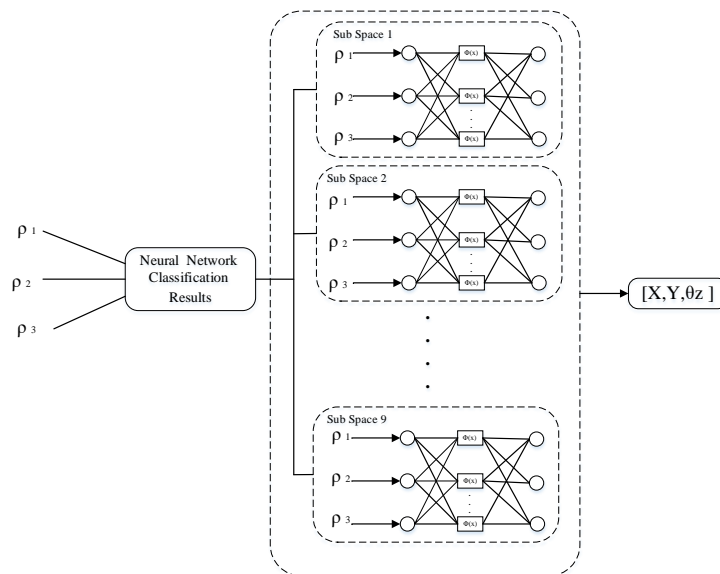 Sub Space 1
ρ 1
Φ(x)
ρ 2
Φ(x)
ρ 3
Φ(x)
Sub Space 2
ρ 1
Φ(x)
ρ 2
Φ(x)
ρ 3
Φ(x)
ρ 1
ρ 2
ρ 3
Neural Network
Classification
Results
[X,Y,θz ]
Sub Space 9
ρ 1
Φ(x)
ρ 2
Φ(x)
ρ 3
Φ(x)